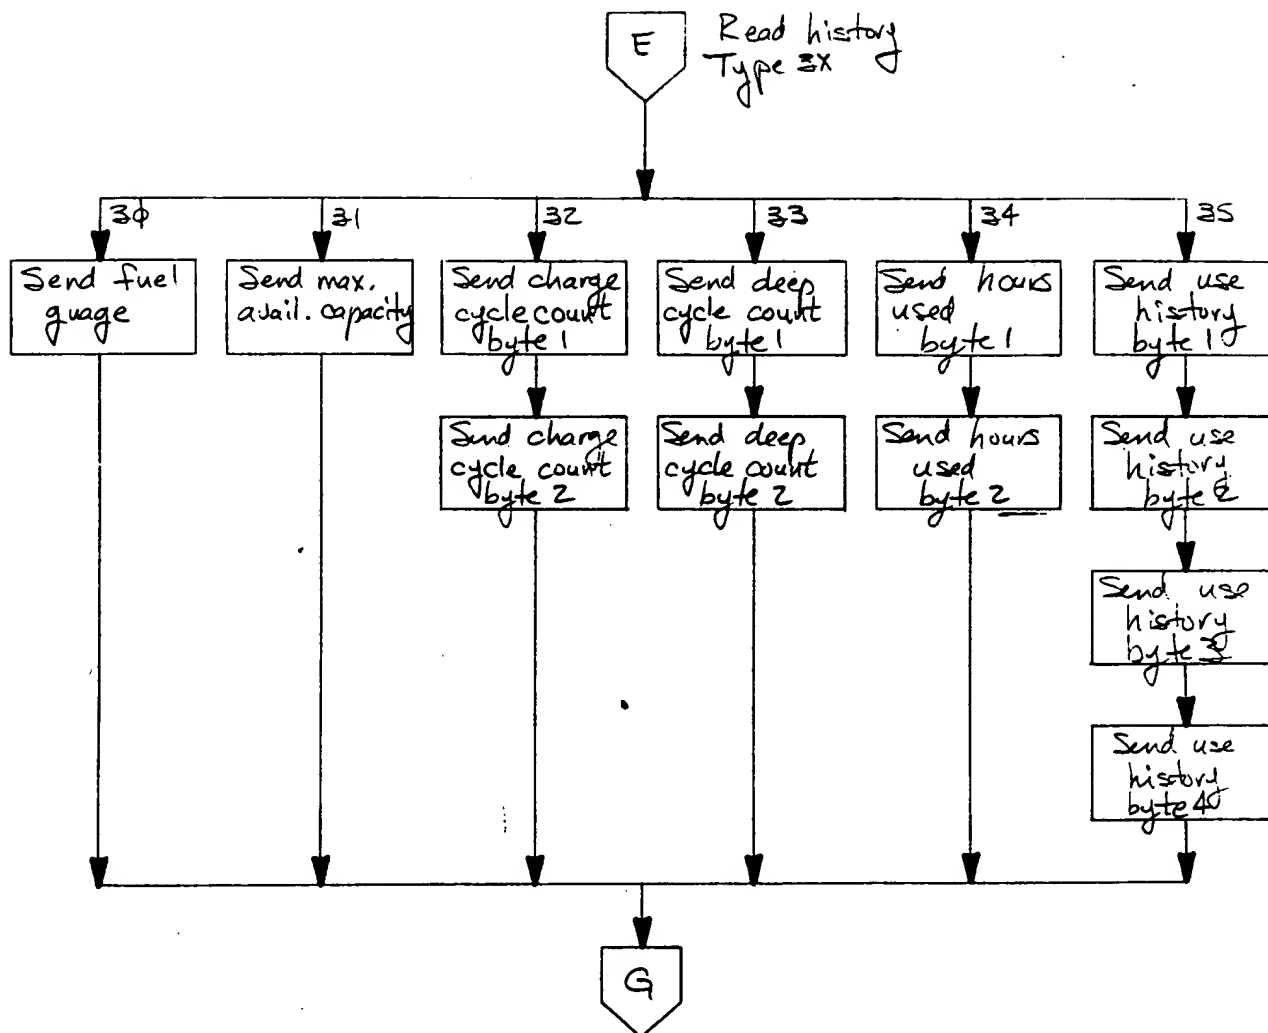 E
Read history
Type 3X
30
31
32
33
34
35
Send fuel
guage
Send max.
avail. capacity
Send charge
cycle count
byte 1
Send deep
cycle count
byte 1
Send hours
used
byte 1
Send use
history
byte 1
Send charge
cycle count
byte 2
Send deep
cycle count
byte 2
Send hours
used
byte 2
Send use
history
byte 2
Send use
history
byte 3
Send use
history
byte 4
G